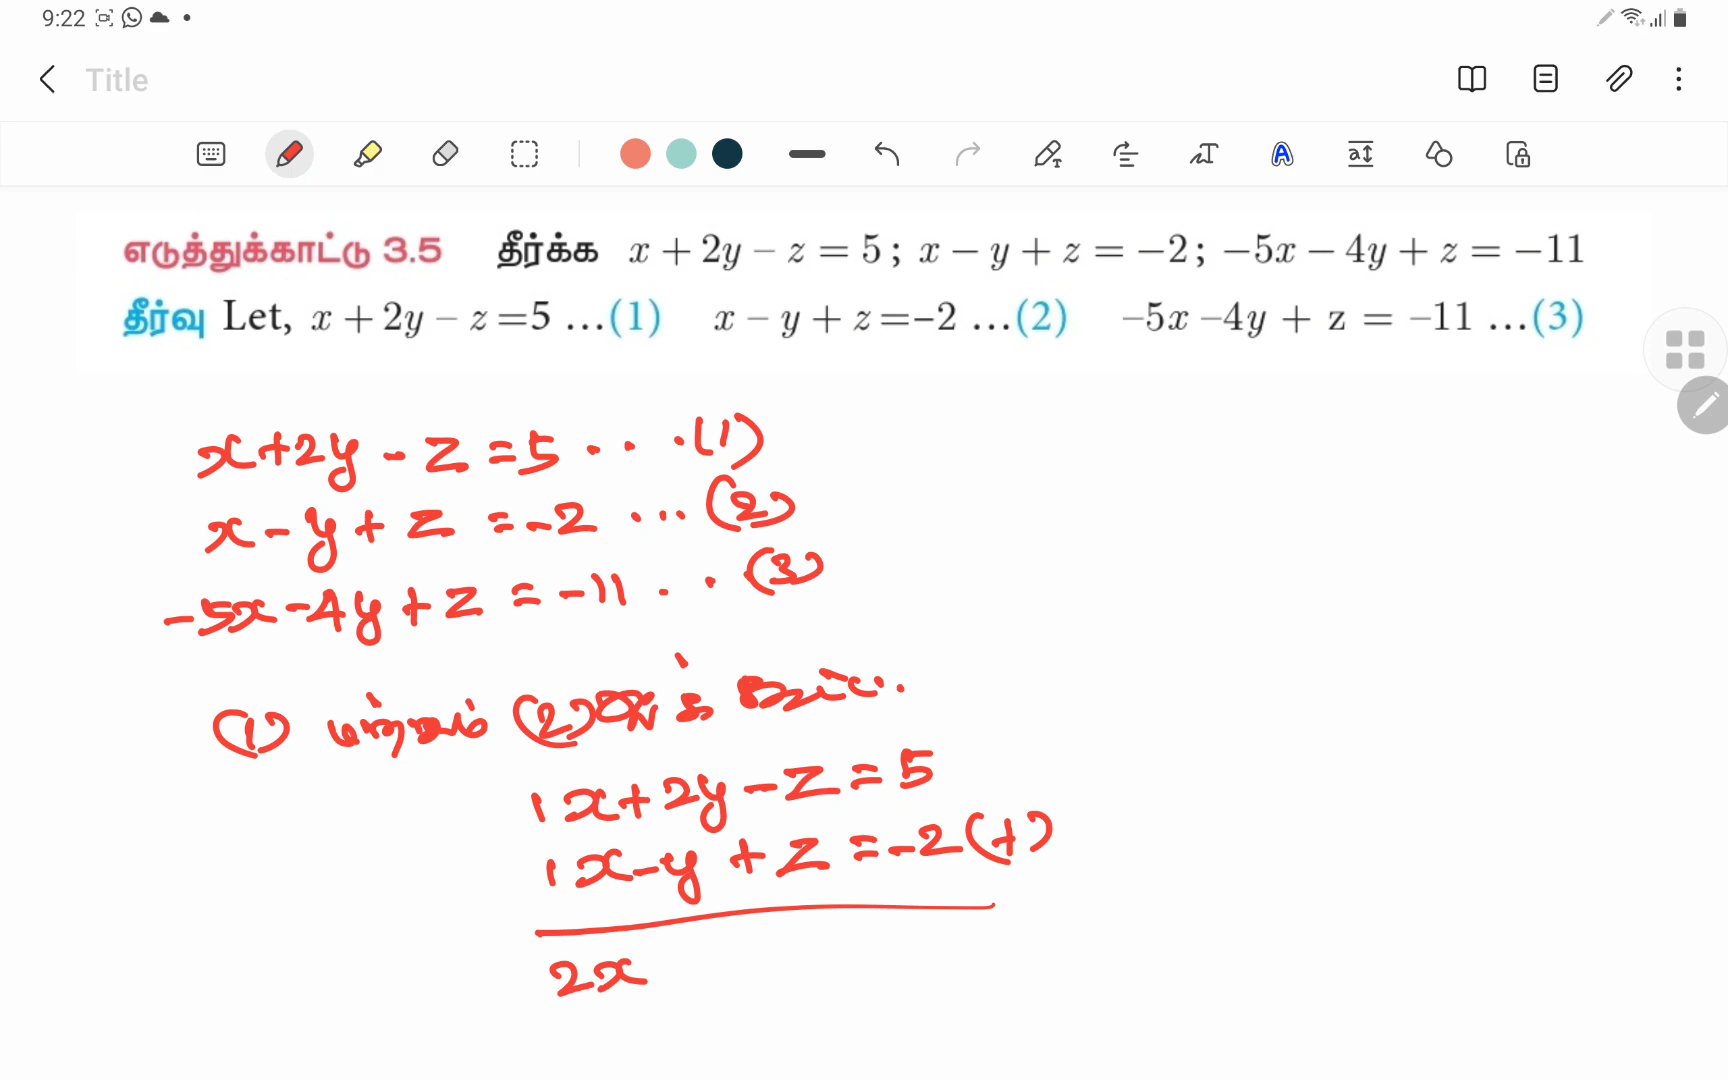 9:22
Title
எடுத்துக்காட்டு 3.5 தீர்க்க x + 2y − z = 5 ; x − y + z = −2 ; −5x − 4y + z = −11
தீர்வு Let, x + 2y − z =5 ...(1) x − y + z =−2 ...(2) −5x −4y + z = −11 ...(3)
x+2y - z =5 . . . (1)
x - y + z = -2 ... (2)
-5x -4y + z = -11 . . (3)
(1) மற்றும் (2)
1x+2y-z=5
1x-y+z=-2(+)
2x